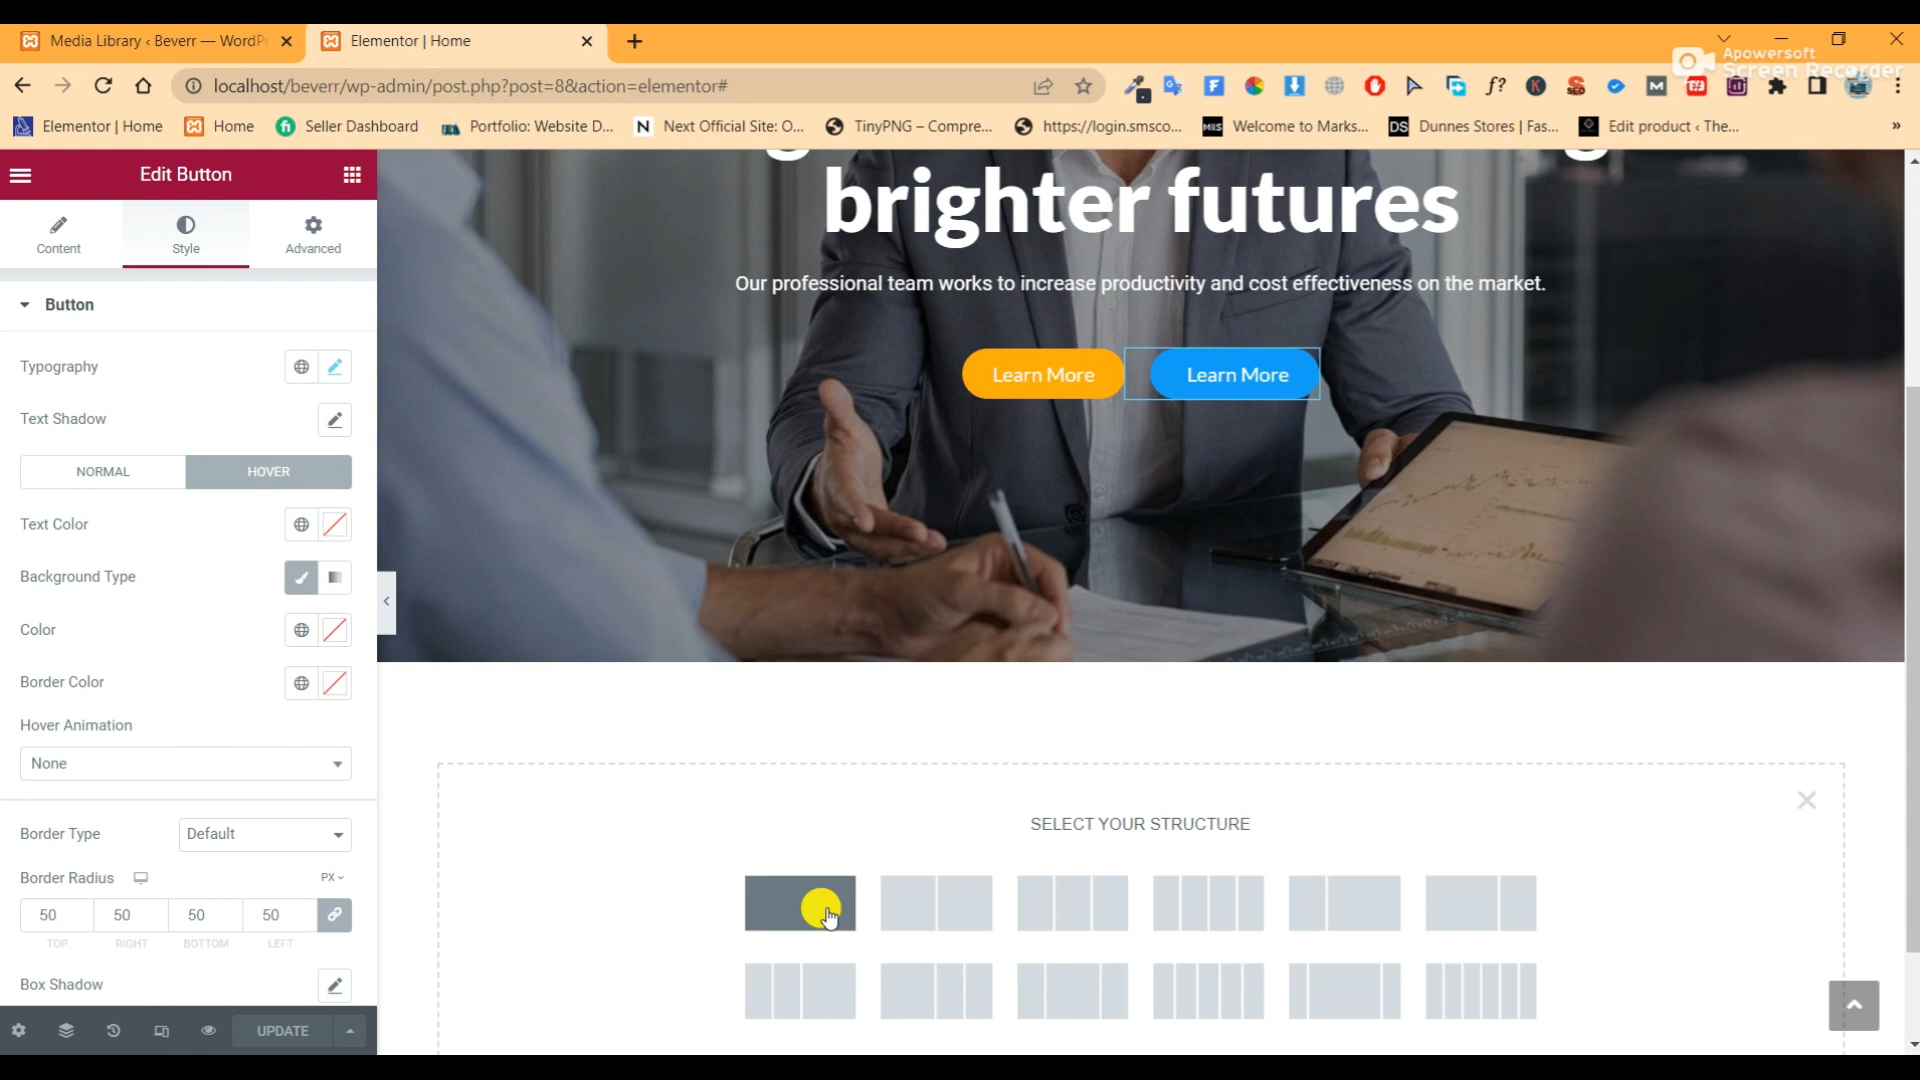 Media Library ‹ Beverr — WordPr
Elementor | Home
Apowersoft
Screen Recorder
localhost/beverr/wp-admin/post.php?post=8&action=elementor#
Elementor | Home
Home
Seller Dashboard
Portfolio: Website D...
Next Official Site: O...
TinyPNG – Compre...
https://login.smsco...
Welcome to Marks...
Dunnes Stores | Fas...
Edit product ‹ The...
Edit Button
Content
Style
Advanced
Button
Typography
Text Shadow
NORMAL
HOVER
Text Color
Background Type
Color
Border Color
Hover Animation
None
Border Type
Default
Border Radius
PX
50
50
50
50
TOP
RIGHT
BOTTOM
LEFT
Box Shadow
UPDATE
brighter futures
Our professional team works to increase productivity and cost effectiveness on the market.
Learn More
Learn More
SELECT YOUR STRUCTURE